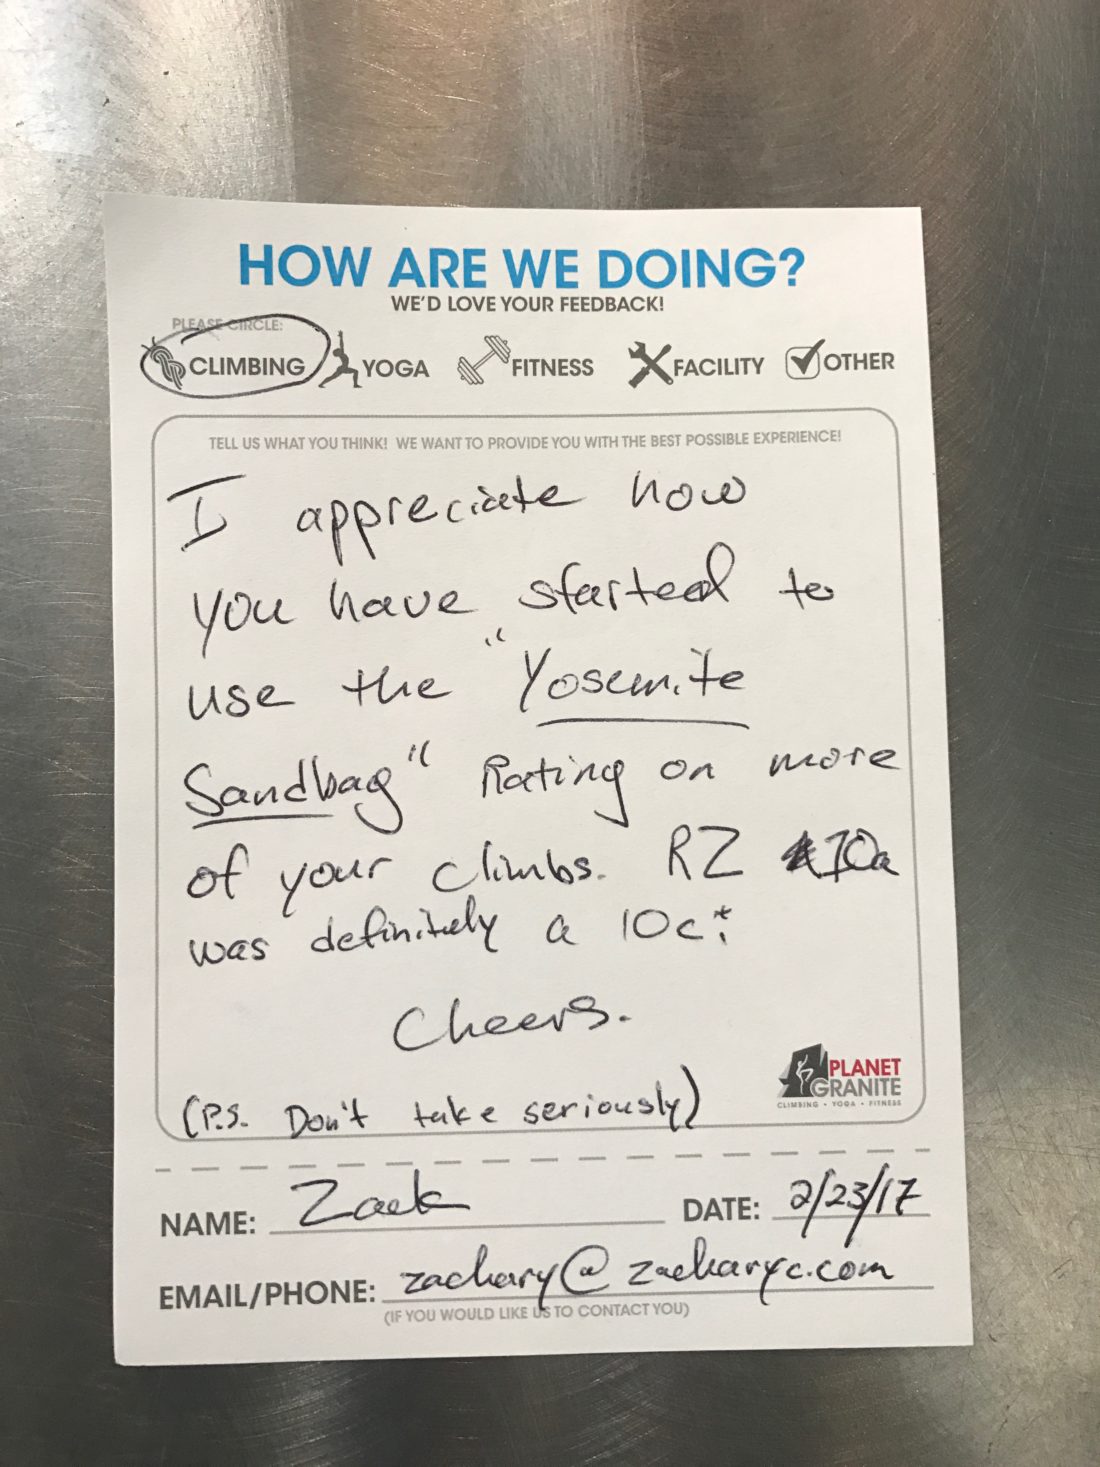 HOW ARE WE DOING?
WE'D LOVE YOUR FEEDBACK!
PLEASE CIRCLE:
CLIMBING YOGA FITNESS FACILITY OTHER
TELL US WHAT YOU THINK! WE WANT TO PROVIDE YOU WITH THE BEST POSSIBLE EXPERIENCE!
I appreciate how
you have started to
use the "Yosemite
Sandbag" Rating on more
of your climbs. RZ 10a
was definitely a 10c!
Cheers.
PLANET
GRANITE
CLIMBING • YOGA • FITNESS
(P.S. Don't take seriously)
NAME: Zack DATE: 2/23/17
EMAIL/PHONE: zachary@zacharyc.com
(IF YOU WOULD LIKE US TO CONTACT YOU)